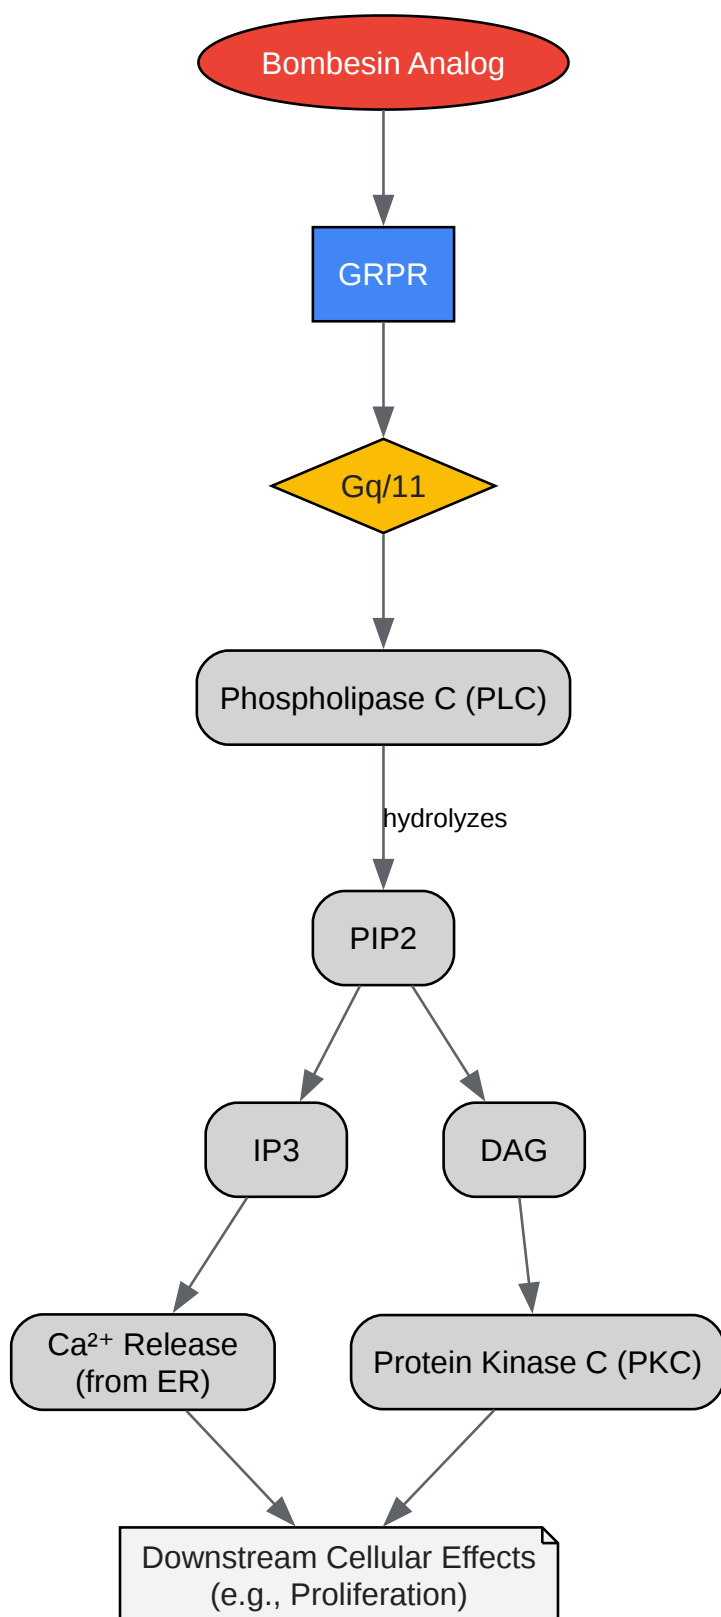 Bombesin Analog
GRPR
Gq/11
Phospholipase C (PLC)
hydrolyzes
PIP2
IP3
DAG
Ca²⁺ Release
(from ER)
Protein Kinase C (PKC)
Downstream Cellular Effects
(e.g., Proliferation)